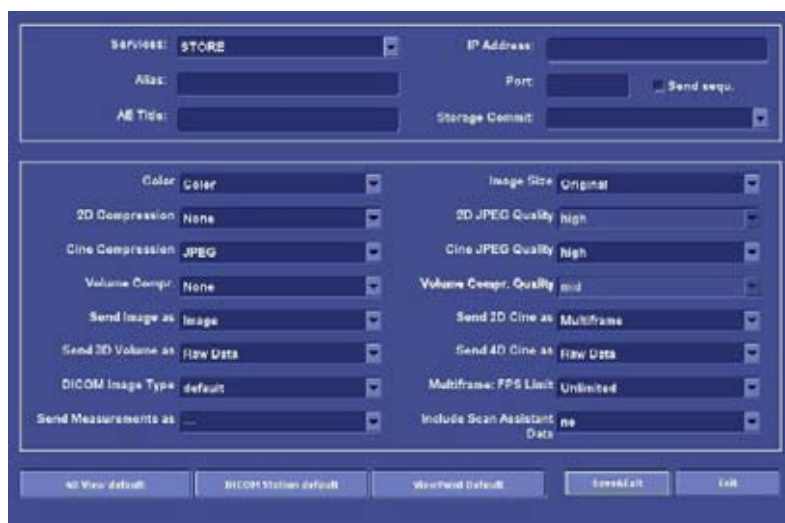 Services: STORE IP Address:
Alias: Port: Send sequ.
AE Title: Storage Commit:
Color Color Image Size Original
2D Compression None 2D JPEG Quality high
Cine Compression JPEG Cine JPEG Quality high
Volume Compr. None Volume Compr. Quality mid
Send Image as Image Send 2D Cine as Multiframe
Send 3D Volume as Raw Data Send 4D Cine as Raw Data
DICOM Image Type default Multiframe: FPS Limit Unlimited
Send Measurements as --- Include Scan Assistant Data no
4D View default DICOM Station default ViewPoint Default Save&Exit Exit